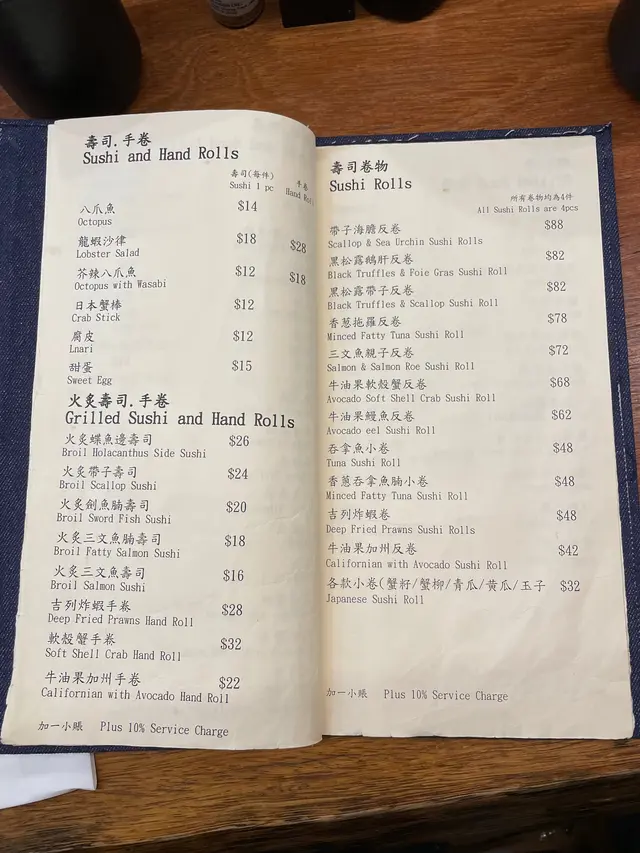 壽司.手卷
Sushi and Hand Rolls
壽司(每件) 手卷
Sushi 1 pc Hand Roll
八爪魚 $14
Octopus
龍蝦沙律 $18 $28
Lobster Salad
芥辣八爪魚 $12 $18
Octopus with Wasabi
日本蟹棒 $12
Crab Stick
腐皮 $12
Lnari
甜蛋 $15
Sweet Egg
火炙壽司.手卷
Grilled Sushi and Hand Rolls
火炙蝶魚邊壽司 $26
Broil Holacanthus Side Sushi
火炙帶子壽司 $24
Broil Scallop Sushi
火炙劍魚腩壽司 $20
Broil Sword Fish Sushi
火炙三文魚腩壽司 $18
Broil Fatty Salmon Sushi
火炙三文魚壽司 $16
Broil Salmon Sushi
吉列炸蝦手卷 $28
Deep Fried Prawns Hand Roll
軟殼蟹手卷 $32
Soft Shell Crab Hand Roll
牛油果加州手卷 $22
Californian with Avocado Hand Roll
加一小賬 Plus 10% Service Charge
壽司卷物
Sushi Rolls
所有卷物均為4件
All Sushi Rolls are 4pcs
帶子海膽反卷 $88
Scallop & Sea Urchin Sushi Rolls
黑松露鵝肝反卷 $82
Black Truffles & Foie Gras Sushi Roll
黑松露帶子反卷 $82
Black Truffles & Scallop Sushi Roll
香葱拖羅反卷 $78
Minced Fatty Tuna Sushi Roll
三文魚親子反卷 $72
Salmon & Salmon Roe Sushi Roll
牛油果軟殼蟹反卷 $68
Avocado Soft Shell Crab Sushi Roll
牛油果鰻魚反卷 $62
Avocado eel Sushi Roll
吞拿魚小卷 $48
Tuna Sushi Roll
香葱吞拿魚腩小卷 $48
Minced Fatty Tuna Sushi Roll
吉列炸蝦卷 $48
Deep Fried Prawns Sushi Rolls
牛油果加州反卷 $42
Californian with Avocado Sushi Roll
各款小卷(蟹籽/蟹柳/青瓜/黄瓜/玉子 $32
Japanese Sushi Roll
加一小賬 Plus 10% Service Charge